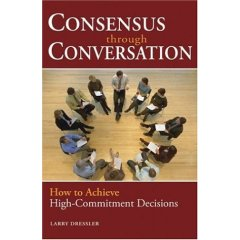 CONSENSUS
through
CONVERSATION
How to Achieve
High-Commitment Decisions
LARRY DRESSLER